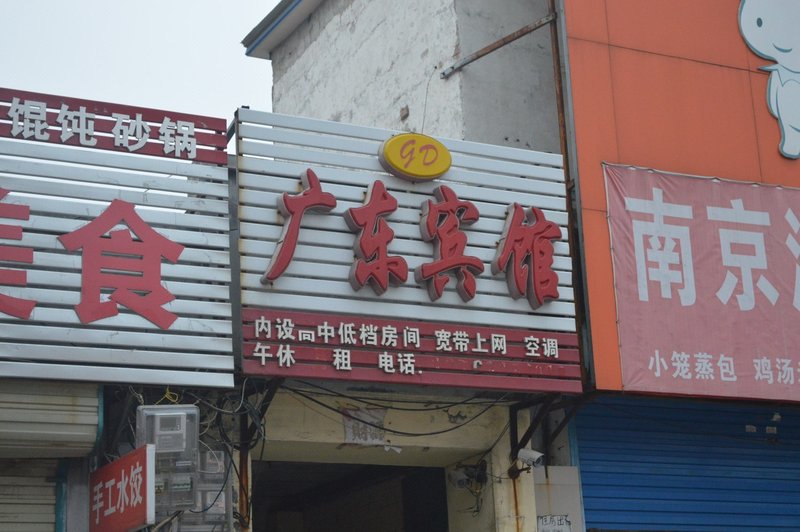 馄饨砂锅
美食
GD
广东宾馆
内设高中低档房间 宽带上网 空调
午休 租 电话
手工水饺
南京
小笼蒸包 鸡汤